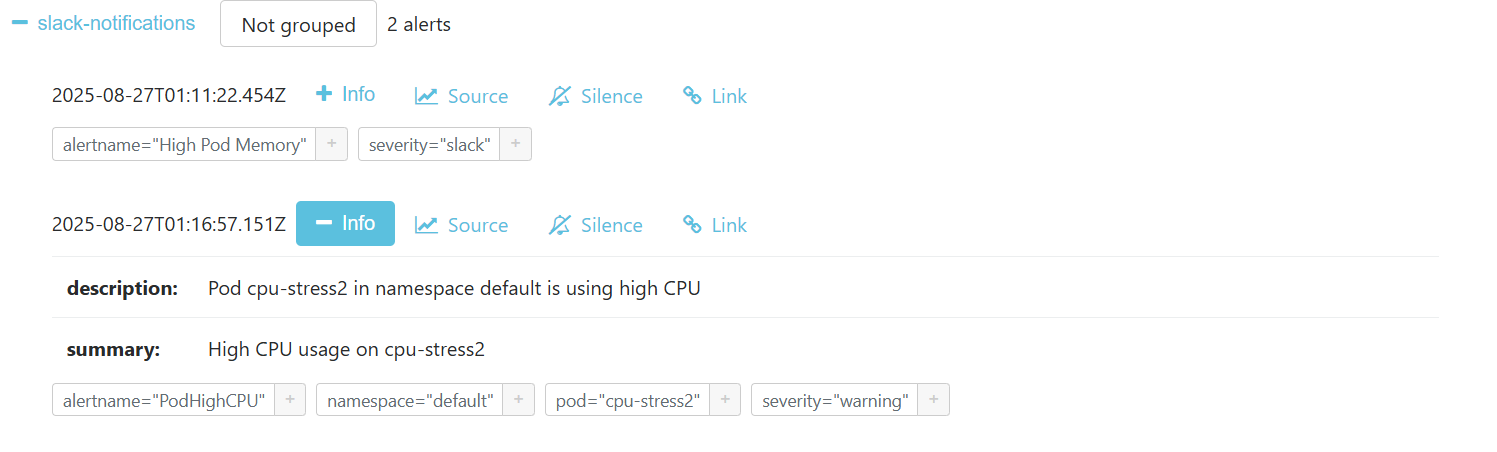 slack-notifications Not grouped 2 alerts
2025-08-27T01:11:22.454Z Info Source Silence Link
alertname="High Pod Memory" + severity="slack" +
2025-08-27T01:16:57.151Z Info Source Silence Link
description: Pod cpu-stress2 in namespace default is using high CPU
summary: High CPU usage on cpu-stress2
alertname="PodHighCPU" + namespace="default" + pod="cpu-stress2" + severity="warning" +